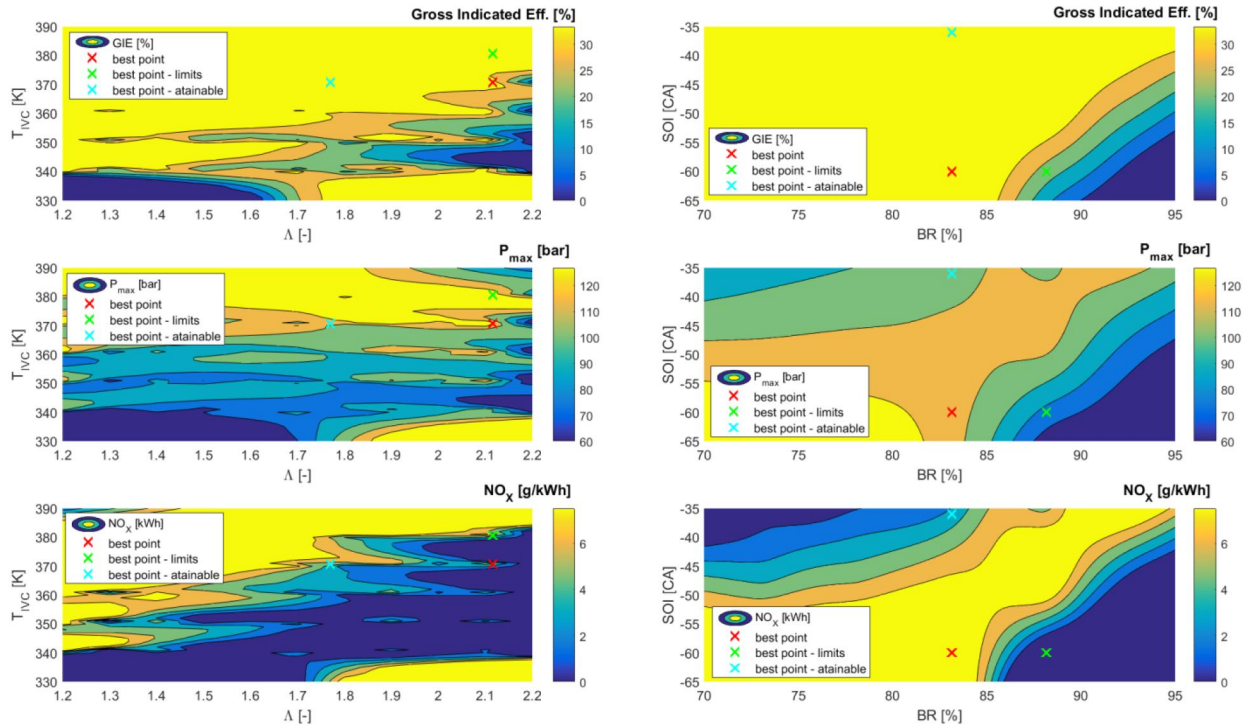 Gross Indicated Eff. [%]
390
380
370
360
350
340
330
T_IVC [K]
GIE [%]
best point
best point - limits
best point - atainable
1.2 1.3 1.4 1.5 1.6 1.7 1.8 1.9 2 2.1 2.2
Λ [-]
30
25
20
15
10
5
0
Gross Indicated Eff. [%]
-35
-45
-55
-65
SOI [CA]
GIE [%]
best point
best point - limits
best point - atainable
70 75 80 85 90 95
BR [%]
30
25
20
15
10
5
0
P_max [bar]
390
380
370
360
350
340
330
T_IVC [K]
P_max [bar]
best point
best point - limits
best point - atainable
1.2 1.3 1.4 1.5 1.6 1.7 1.8 1.9 2 2.1 2.2
Λ [-]
120
110
100
90
80
70
60
P_max [bar]
-35
-45
-50
-55
-65
SOI [CA]
P_max [bar]
best point
best point - limits
best point - atainable
70 75 80 85 90 95
BR [%]
120
110
100
90
80
70
60
NO_X [g/kWh]
390
380
370
360
350
340
330
T_IVC [K]
NO_X [kWh]
best point
best point - limits
best point - atainable
1.2 1.3 1.4 1.5 1.6 1.7 1.8 1.9 2 2.1 2.2
Λ [-]
6
4
2
0
NO_X [g/kWh]
-35
-45
-55
-65
SOI [CA]
NO_X [kWh]
best point
best point - limits
best point - atainable
70 75 80 85 90 95
BR [%]
6
4
2
0